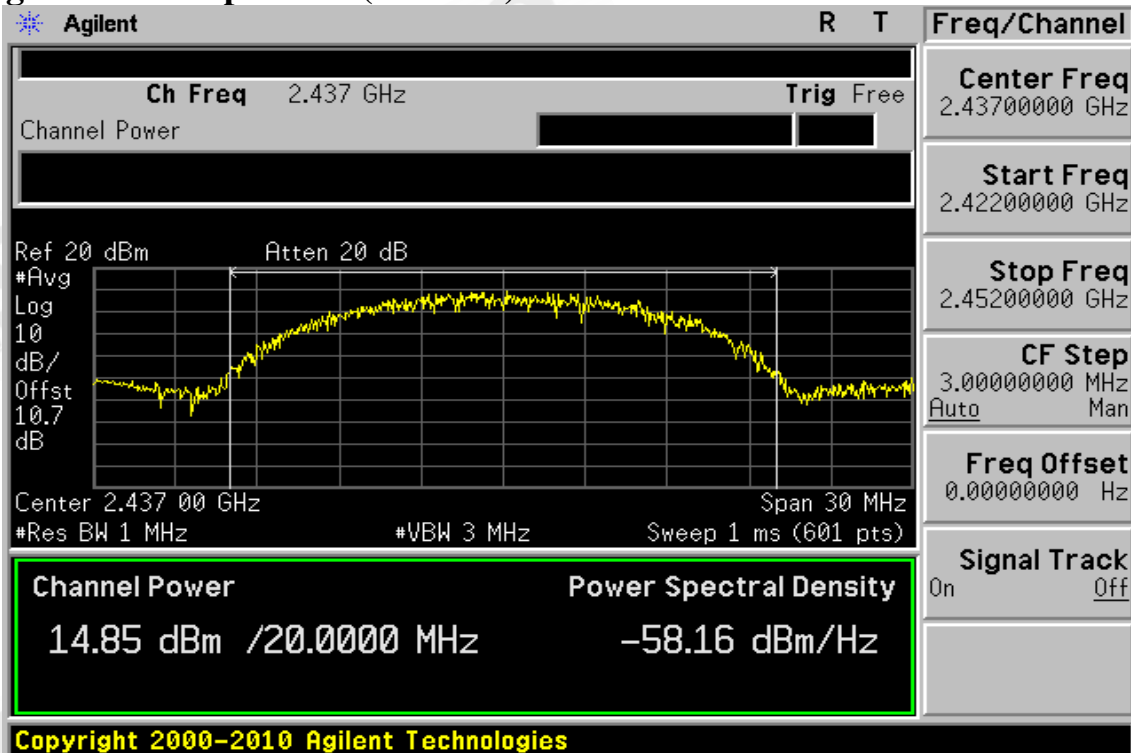 Agilent R T
Freq/Channel
Ch Freq 2.437 GHz Trig Free
Channel Power
Center Freq
2.43700000 GHz
Start Freq
2.42200000 GHz
Stop Freq
2.45200000 GHz
CF Step
3.00000000 MHz
Auto Man
Freq Offset
0.00000000 Hz
Signal Track
On Off
Ref 20 dBm Atten 20 dB
#Avg
Log
10
dB/
Offst
10.7
dB
Center 2.437 00 GHz Span 30 MHz
#Res BW 1 MHz #VBW 3 MHz Sweep 1 ms (601 pts)
Channel Power Power Spectral Density
14.85 dBm /20.0000 MHz -58.16 dBm/Hz
Copyright 2000-2010 Agilent Technologies